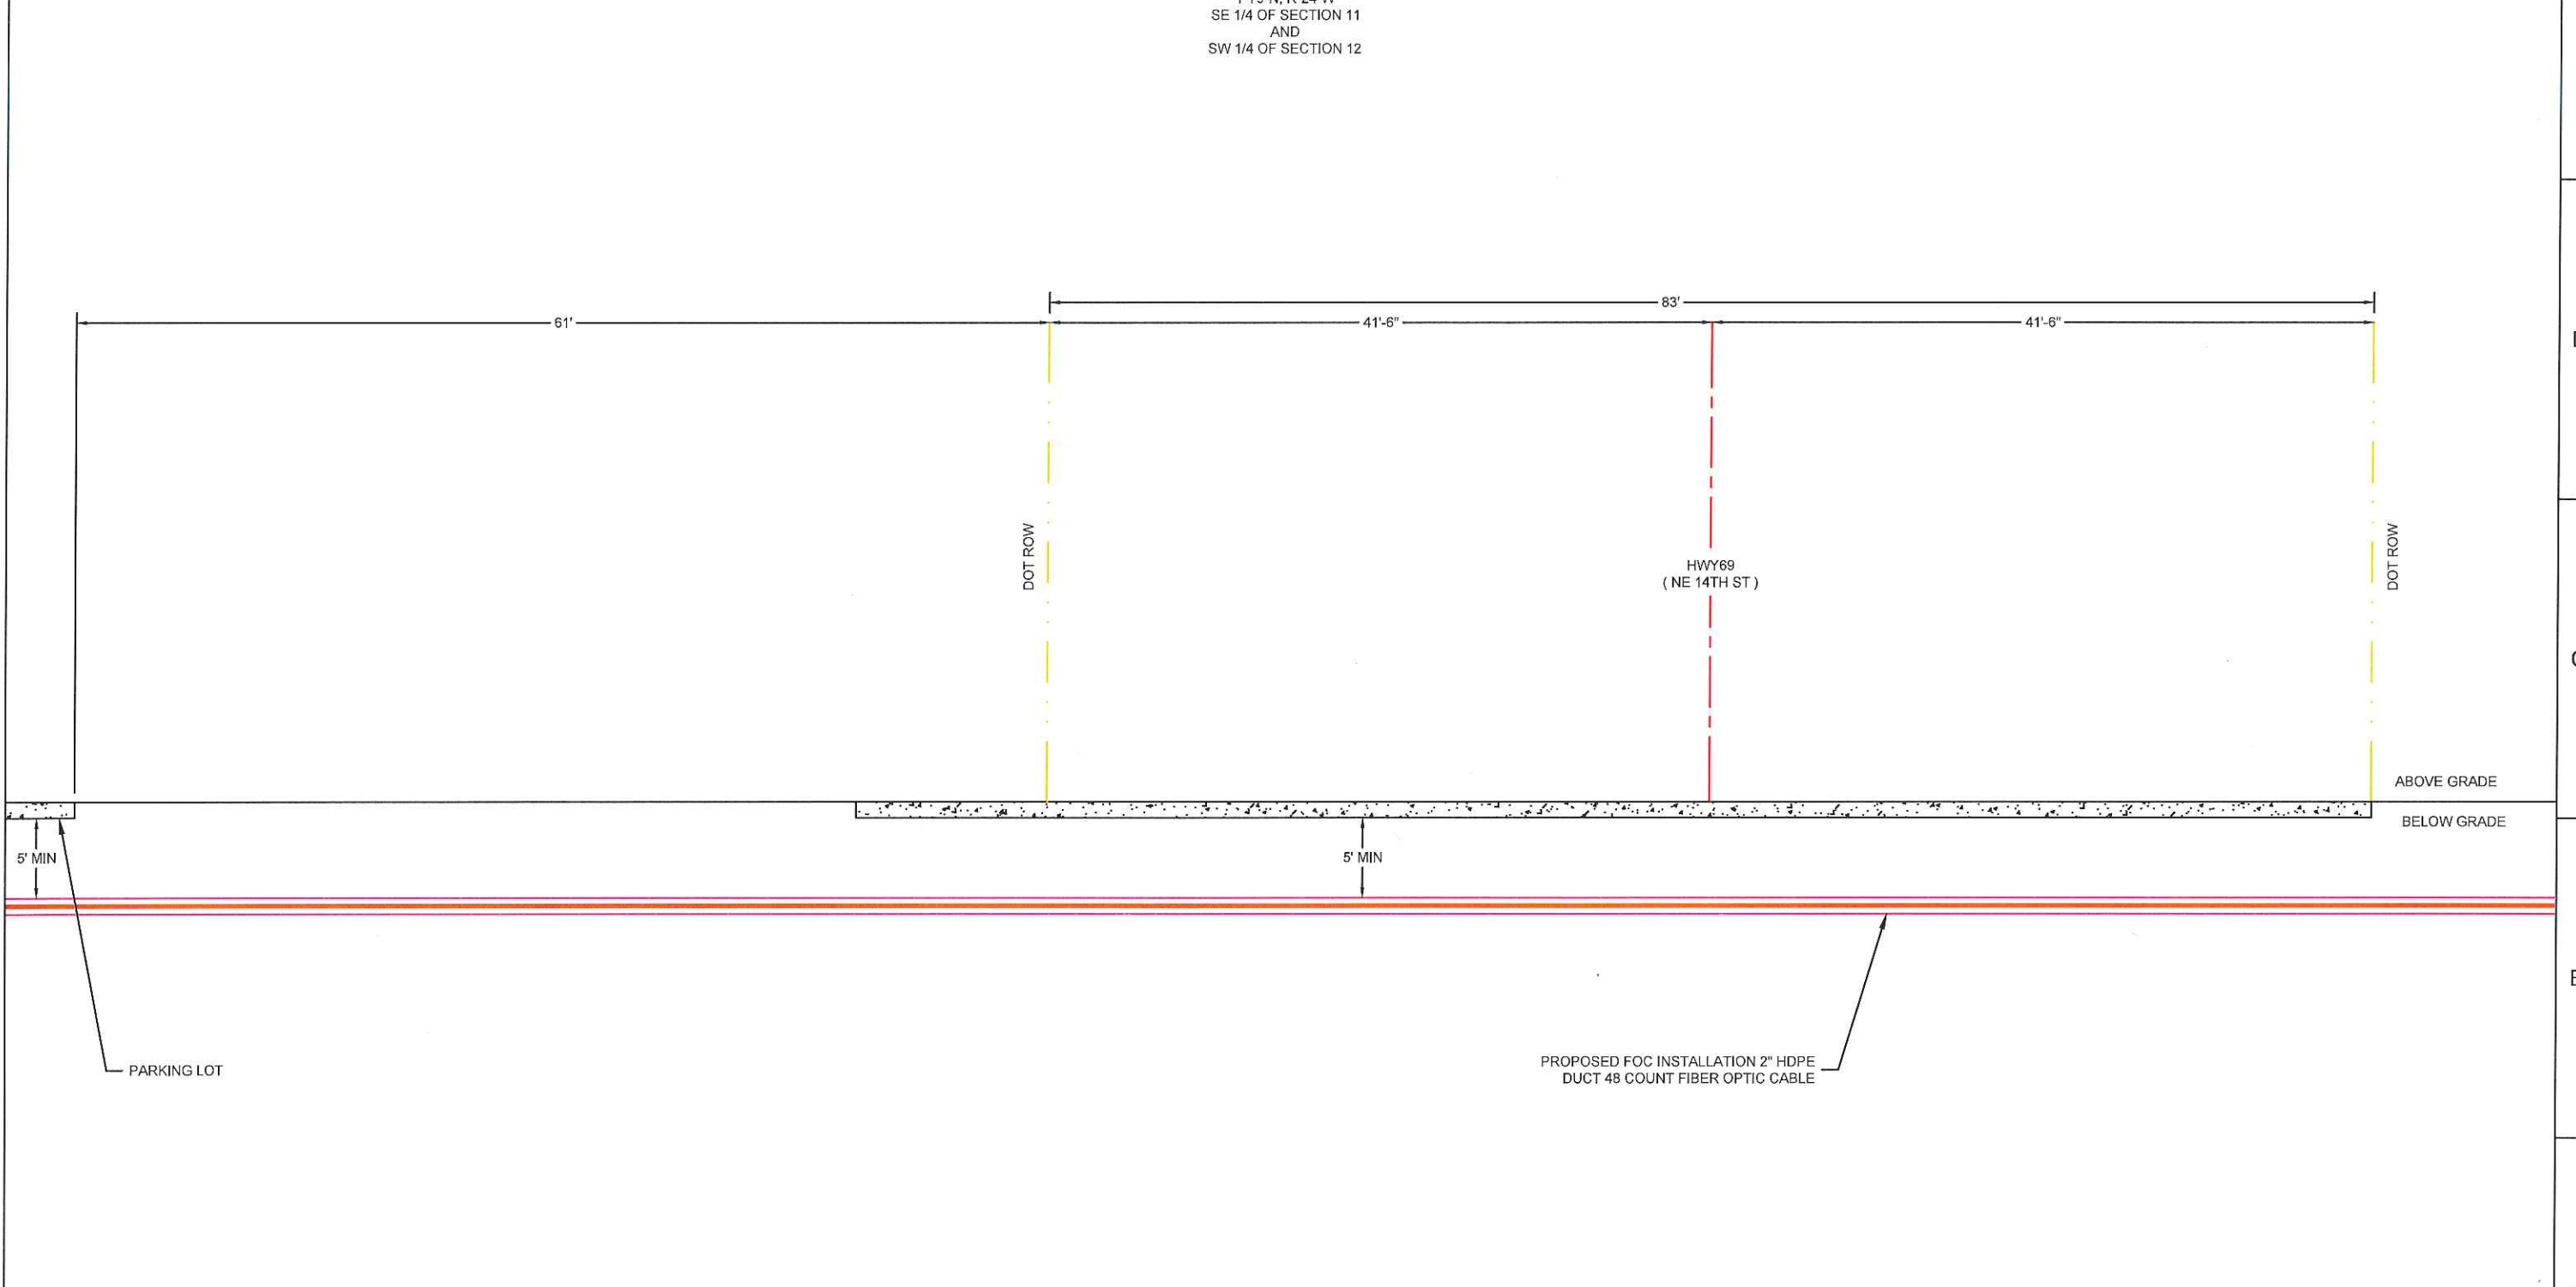 SE 1/4 OF SECTION 11
AND
SW 1/4 OF SECTION 12
83'
61'
41'-6"
41'-6"
DOT ROW
HWY69
( NE 14TH ST )
DOT ROW
ABOVE GRADE
BELOW GRADE
5' MIN
5' MIN
PARKING LOT
PROPOSED FOC INSTALLATION 2" HDPE
DUCT 48 COUNT FIBER OPTIC CABLE